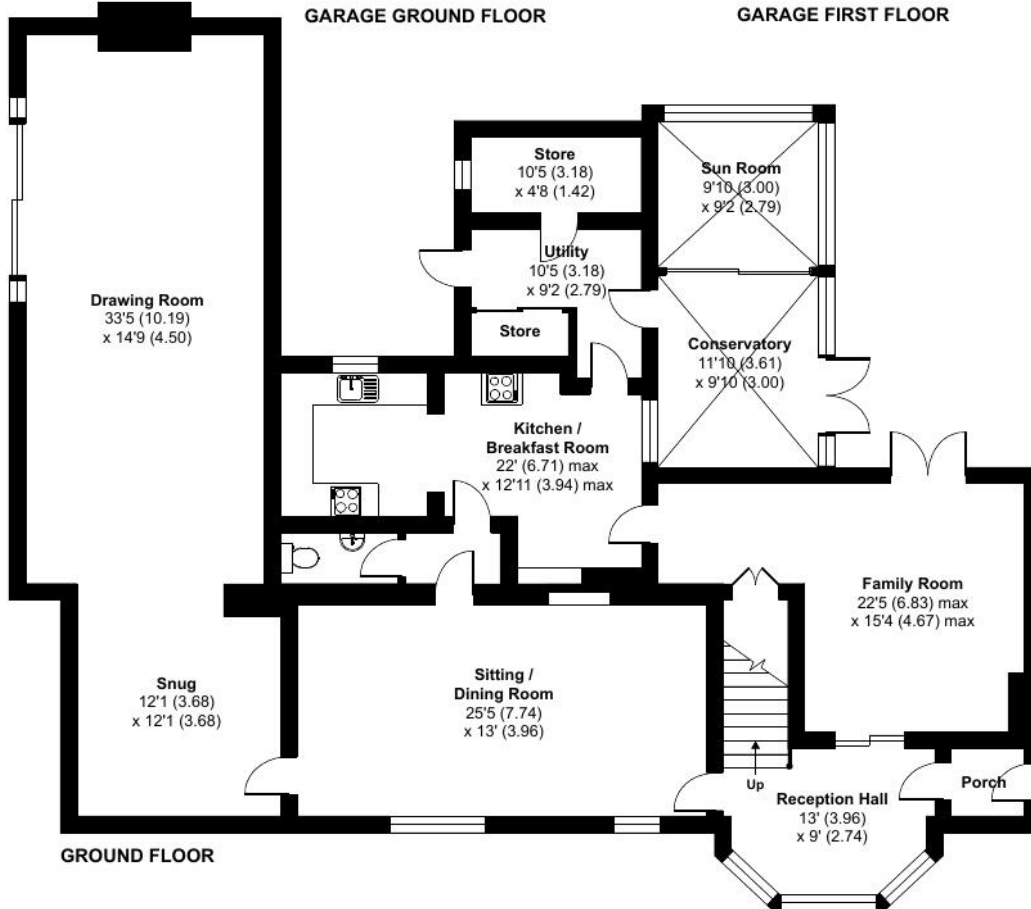 GARAGE GROUND FLOOR
GARAGE FIRST FLOOR
Store
10'5 (3.18)
x 4'8 (1.42)
Sun Room
9'10 (3.00)
x 9'2 (2.79)
Utility
10'5 (3.18)
x 9'2 (2.79)
Drawing Room
33'5 (10.19)
x 14'9 (4.50)
Store
Conservatory
11'10 (3.61)
x 9'10 (3.00)
Kitchen /
Breakfast Room
22' (6.71) max
x 12'11 (3.94) max
Family Room
22'5 (6.83) max
x 15'4 (4.67) max
Snug
12'1 (3.68)
x 12'1 (3.68)
Sitting /
Dining Room
25'5 (7.74)
x 13' (3.96)
Up
Porch
Reception Hall
13' (3.96)
x 9' (2.74)
GROUND FLOOR